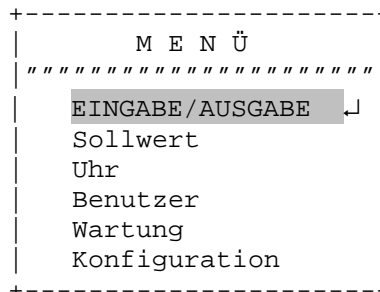 M E N Ü
EINGABE/AUSGABE ↵
Sollwert
Uhr
Benutzer
Wartung
Konfiguration